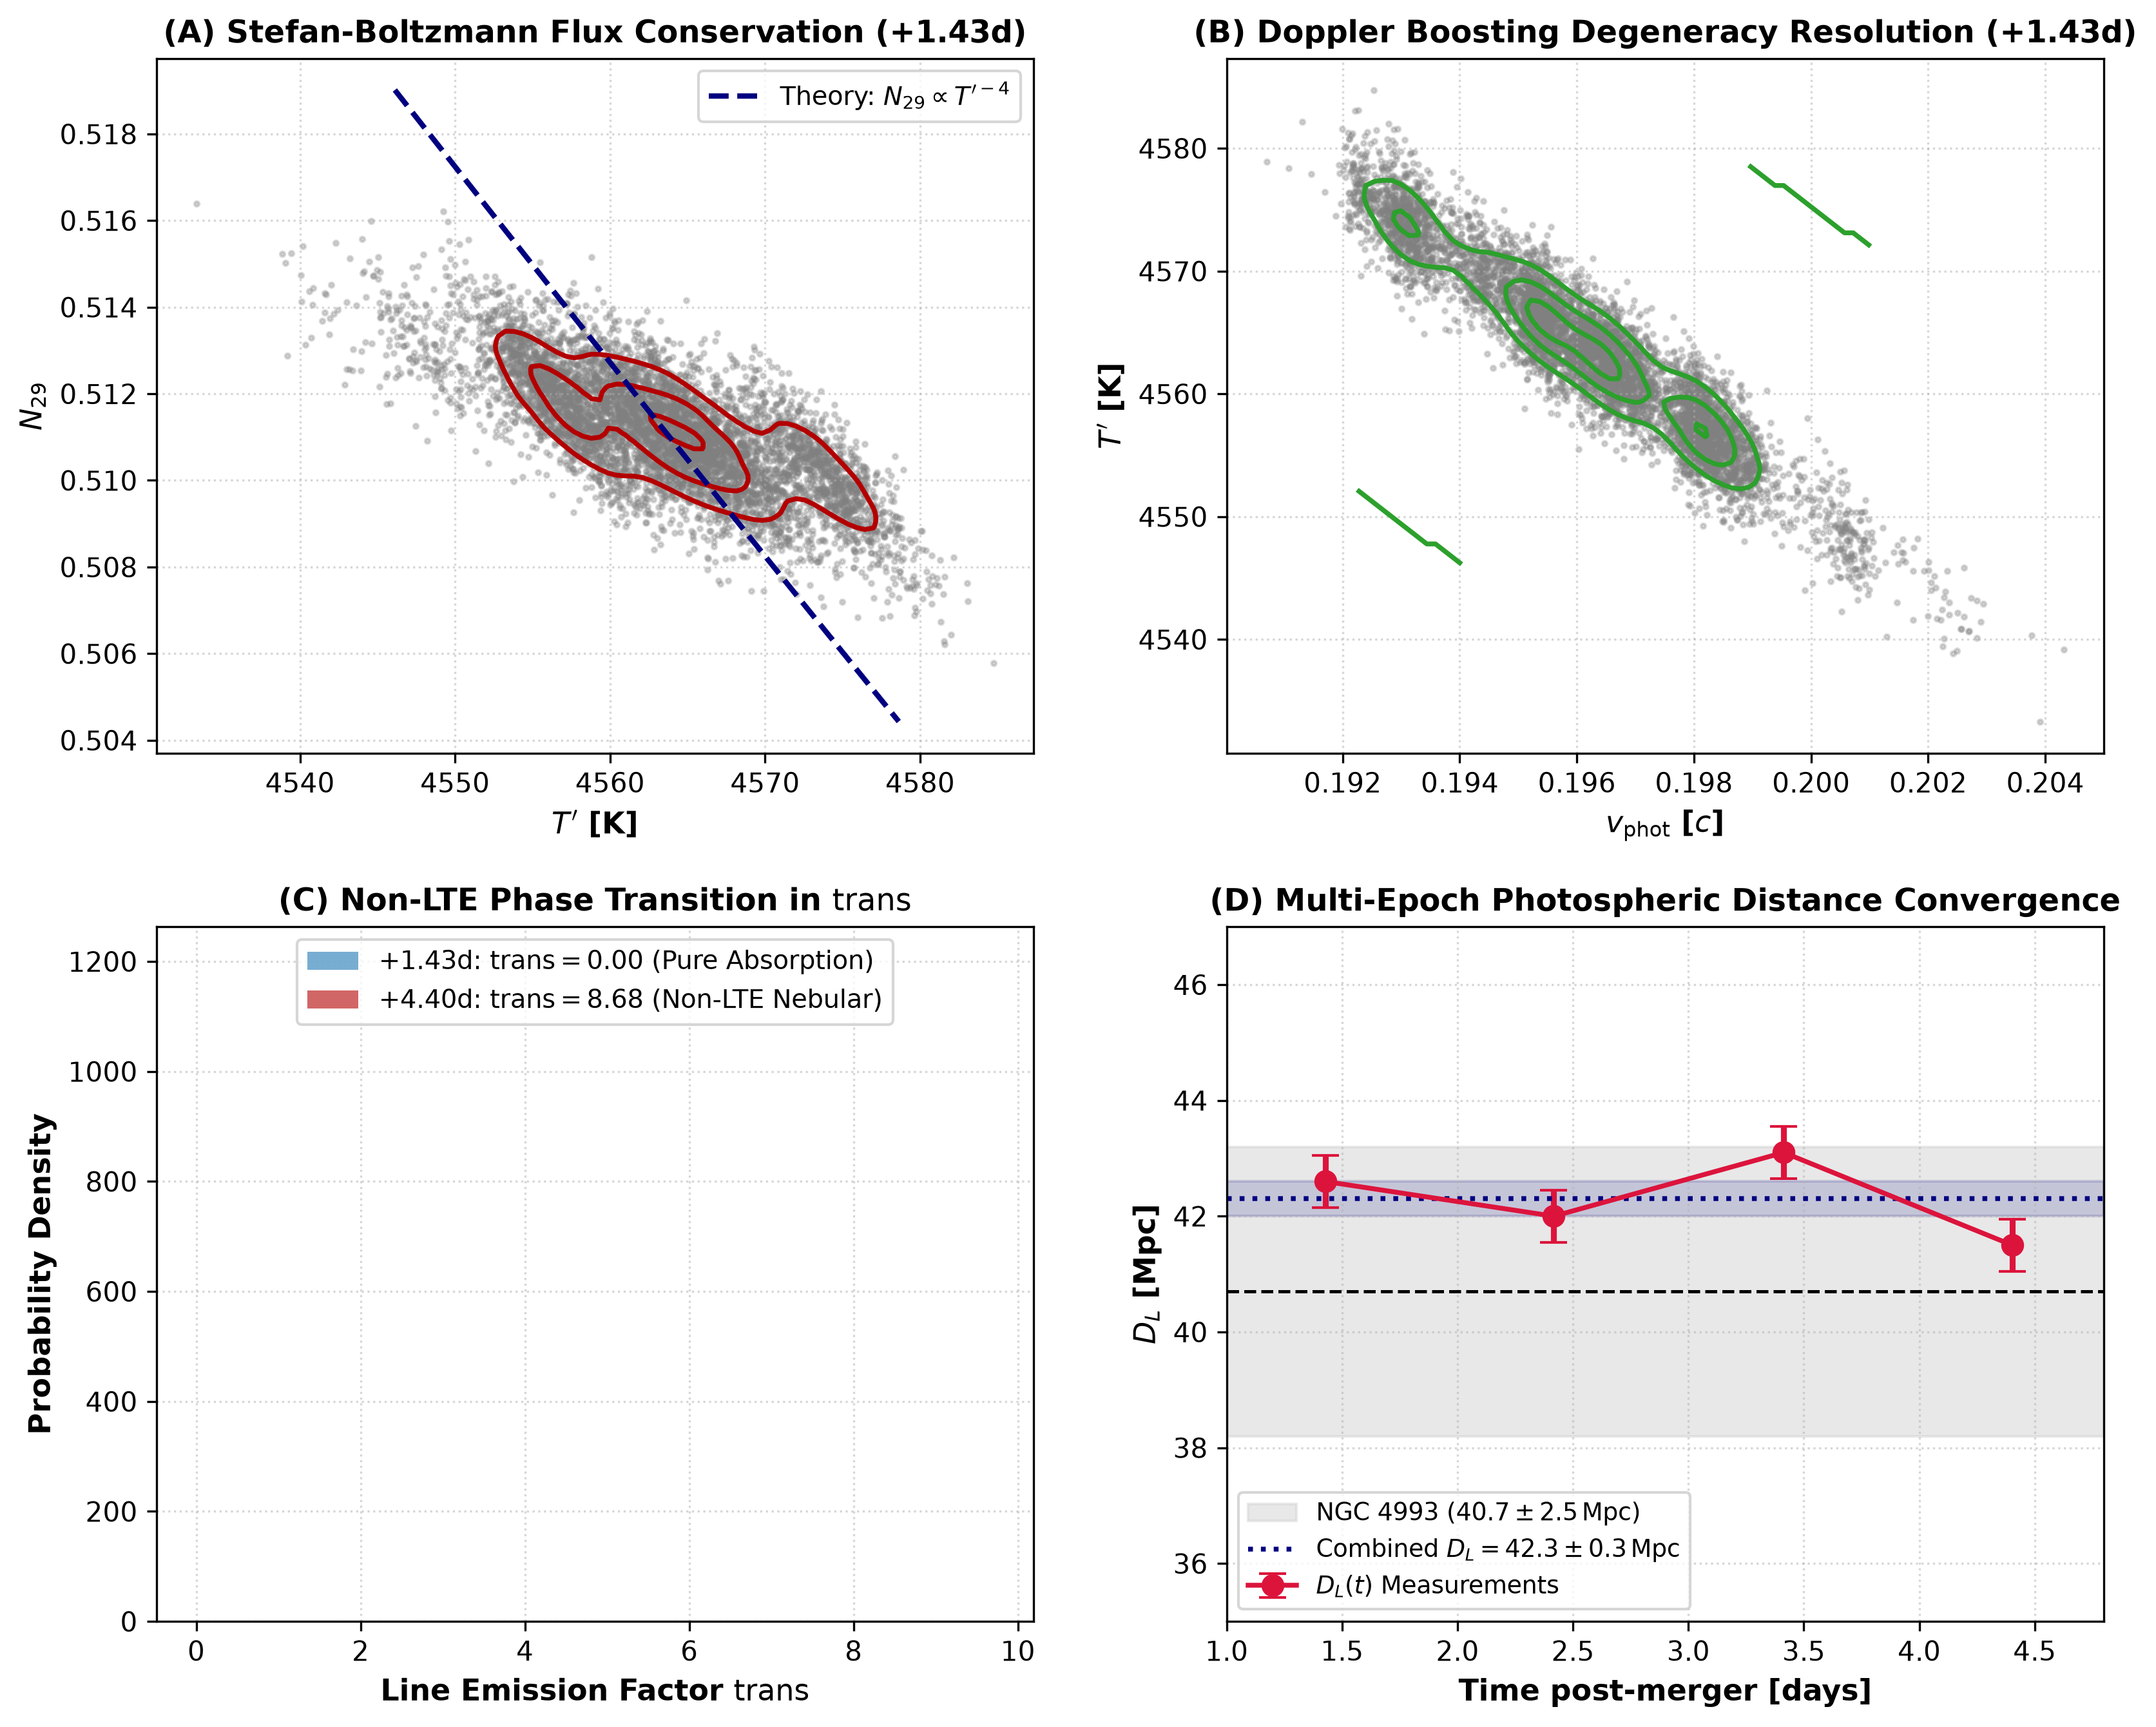 (A) Stefan-Boltzmann Flux Conservation (+1.43d)
Theory: N₂₉ ∝ T′⁻⁴
0.518
0.516
0.514
0.512
0.510
0.508
0.506
0.504
N₂₉
4540 4550 4560 4570 4580
T′ [K]
(B) Doppler Boosting Degeneracy Resolution (+1.43d)
4580
4570
4560
4550
4540
T′ [K]
0.192 0.194 0.196 0.198 0.200 0.202 0.204
v_phot [c]
(C) Non-LTE Phase Transition in trans
+1.43d: trans = 0.00 (Pure Absorption)
+4.40d: trans = 8.68 (Non-LTE Nebular)
1200
1000
800
600
400
200
0
Probability Density
0 2 4 6 8 10
Line Emission Factor trans
(D) Multi-Epoch Photospheric Distance Convergence
46
44
42
40
38
36
D_L [Mpc]
NGC 4993 (40.7 ± 2.5 Mpc)
Combined D_L = 42.3 ± 0.3 Mpc
D_L(t) Measurements
1.0 1.5 2.0 2.5 3.0 3.5 4.0 4.5
Time post-merger [days]